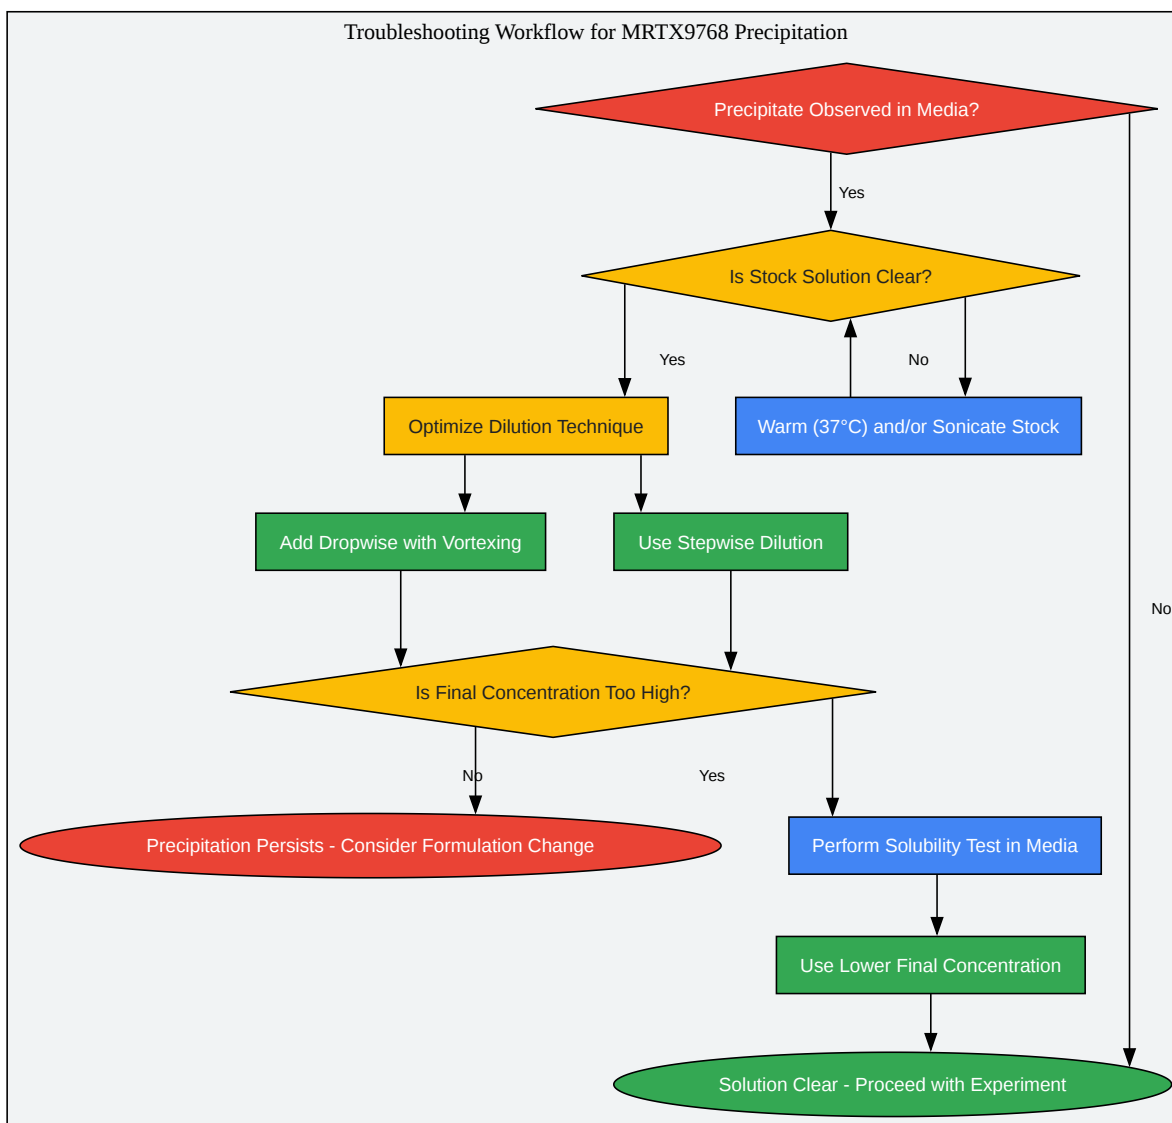 Troubleshooting Workflow for MRTX9768 Precipitation
Precipitate Observed in Media?
Yes
Is Stock Solution Clear?
Yes
No
Optimize Dilution Technique
Warm (37°C) and/or Sonicate Stock
Add Dropwise with Vortexing
Use Stepwise Dilution
No
Is Final Concentration Too High?
No
Yes
Precipitation Persists - Consider Formulation Change
Perform Solubility Test in Media
Use Lower Final Concentration
Solution Clear - Proceed with Experiment